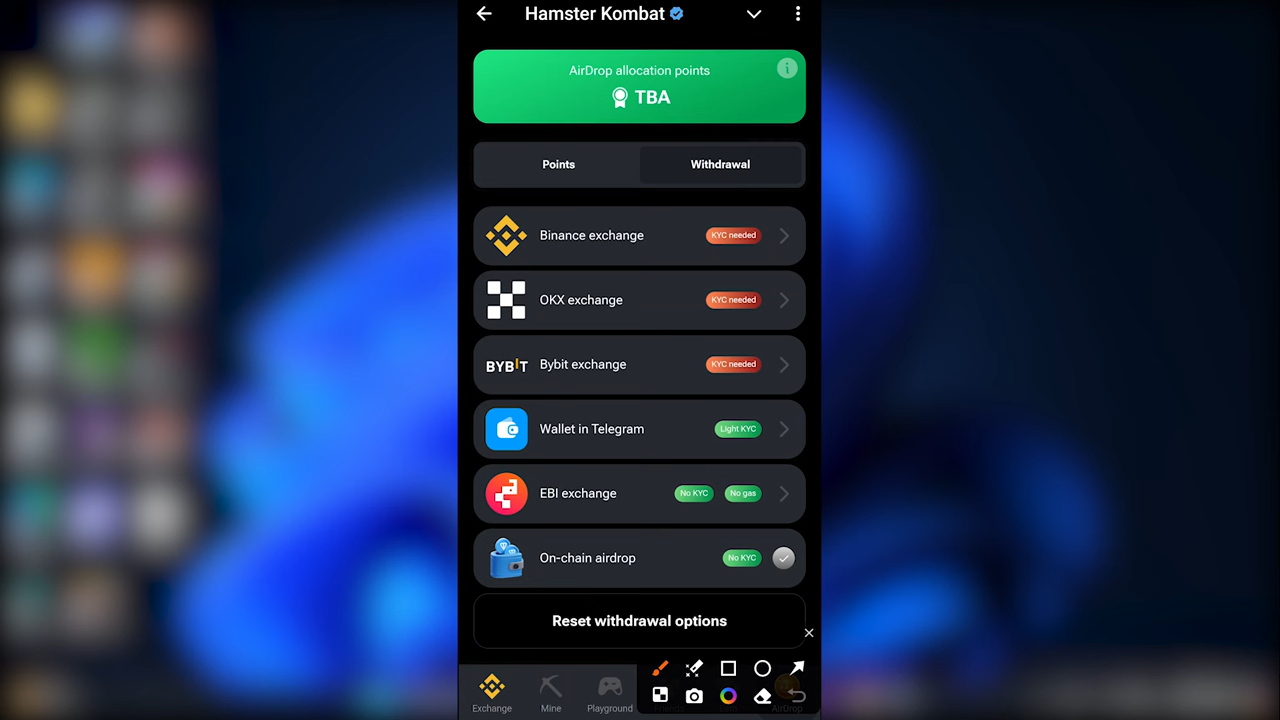 Hamster Kombat
AirDrop allocation points
TBA
Points
Withdrawal
Binance exchange
KYC needed
OKX exchange
KYC needed
BYBIT
Bybit exchange
KYC needed
Wallet in Telegram
Light KYC
EBI exchange
No KYC
No gas
On-chain airdrop
No KYC
Reset withdrawal options
Exchange
Mine
Playground
AirDrop